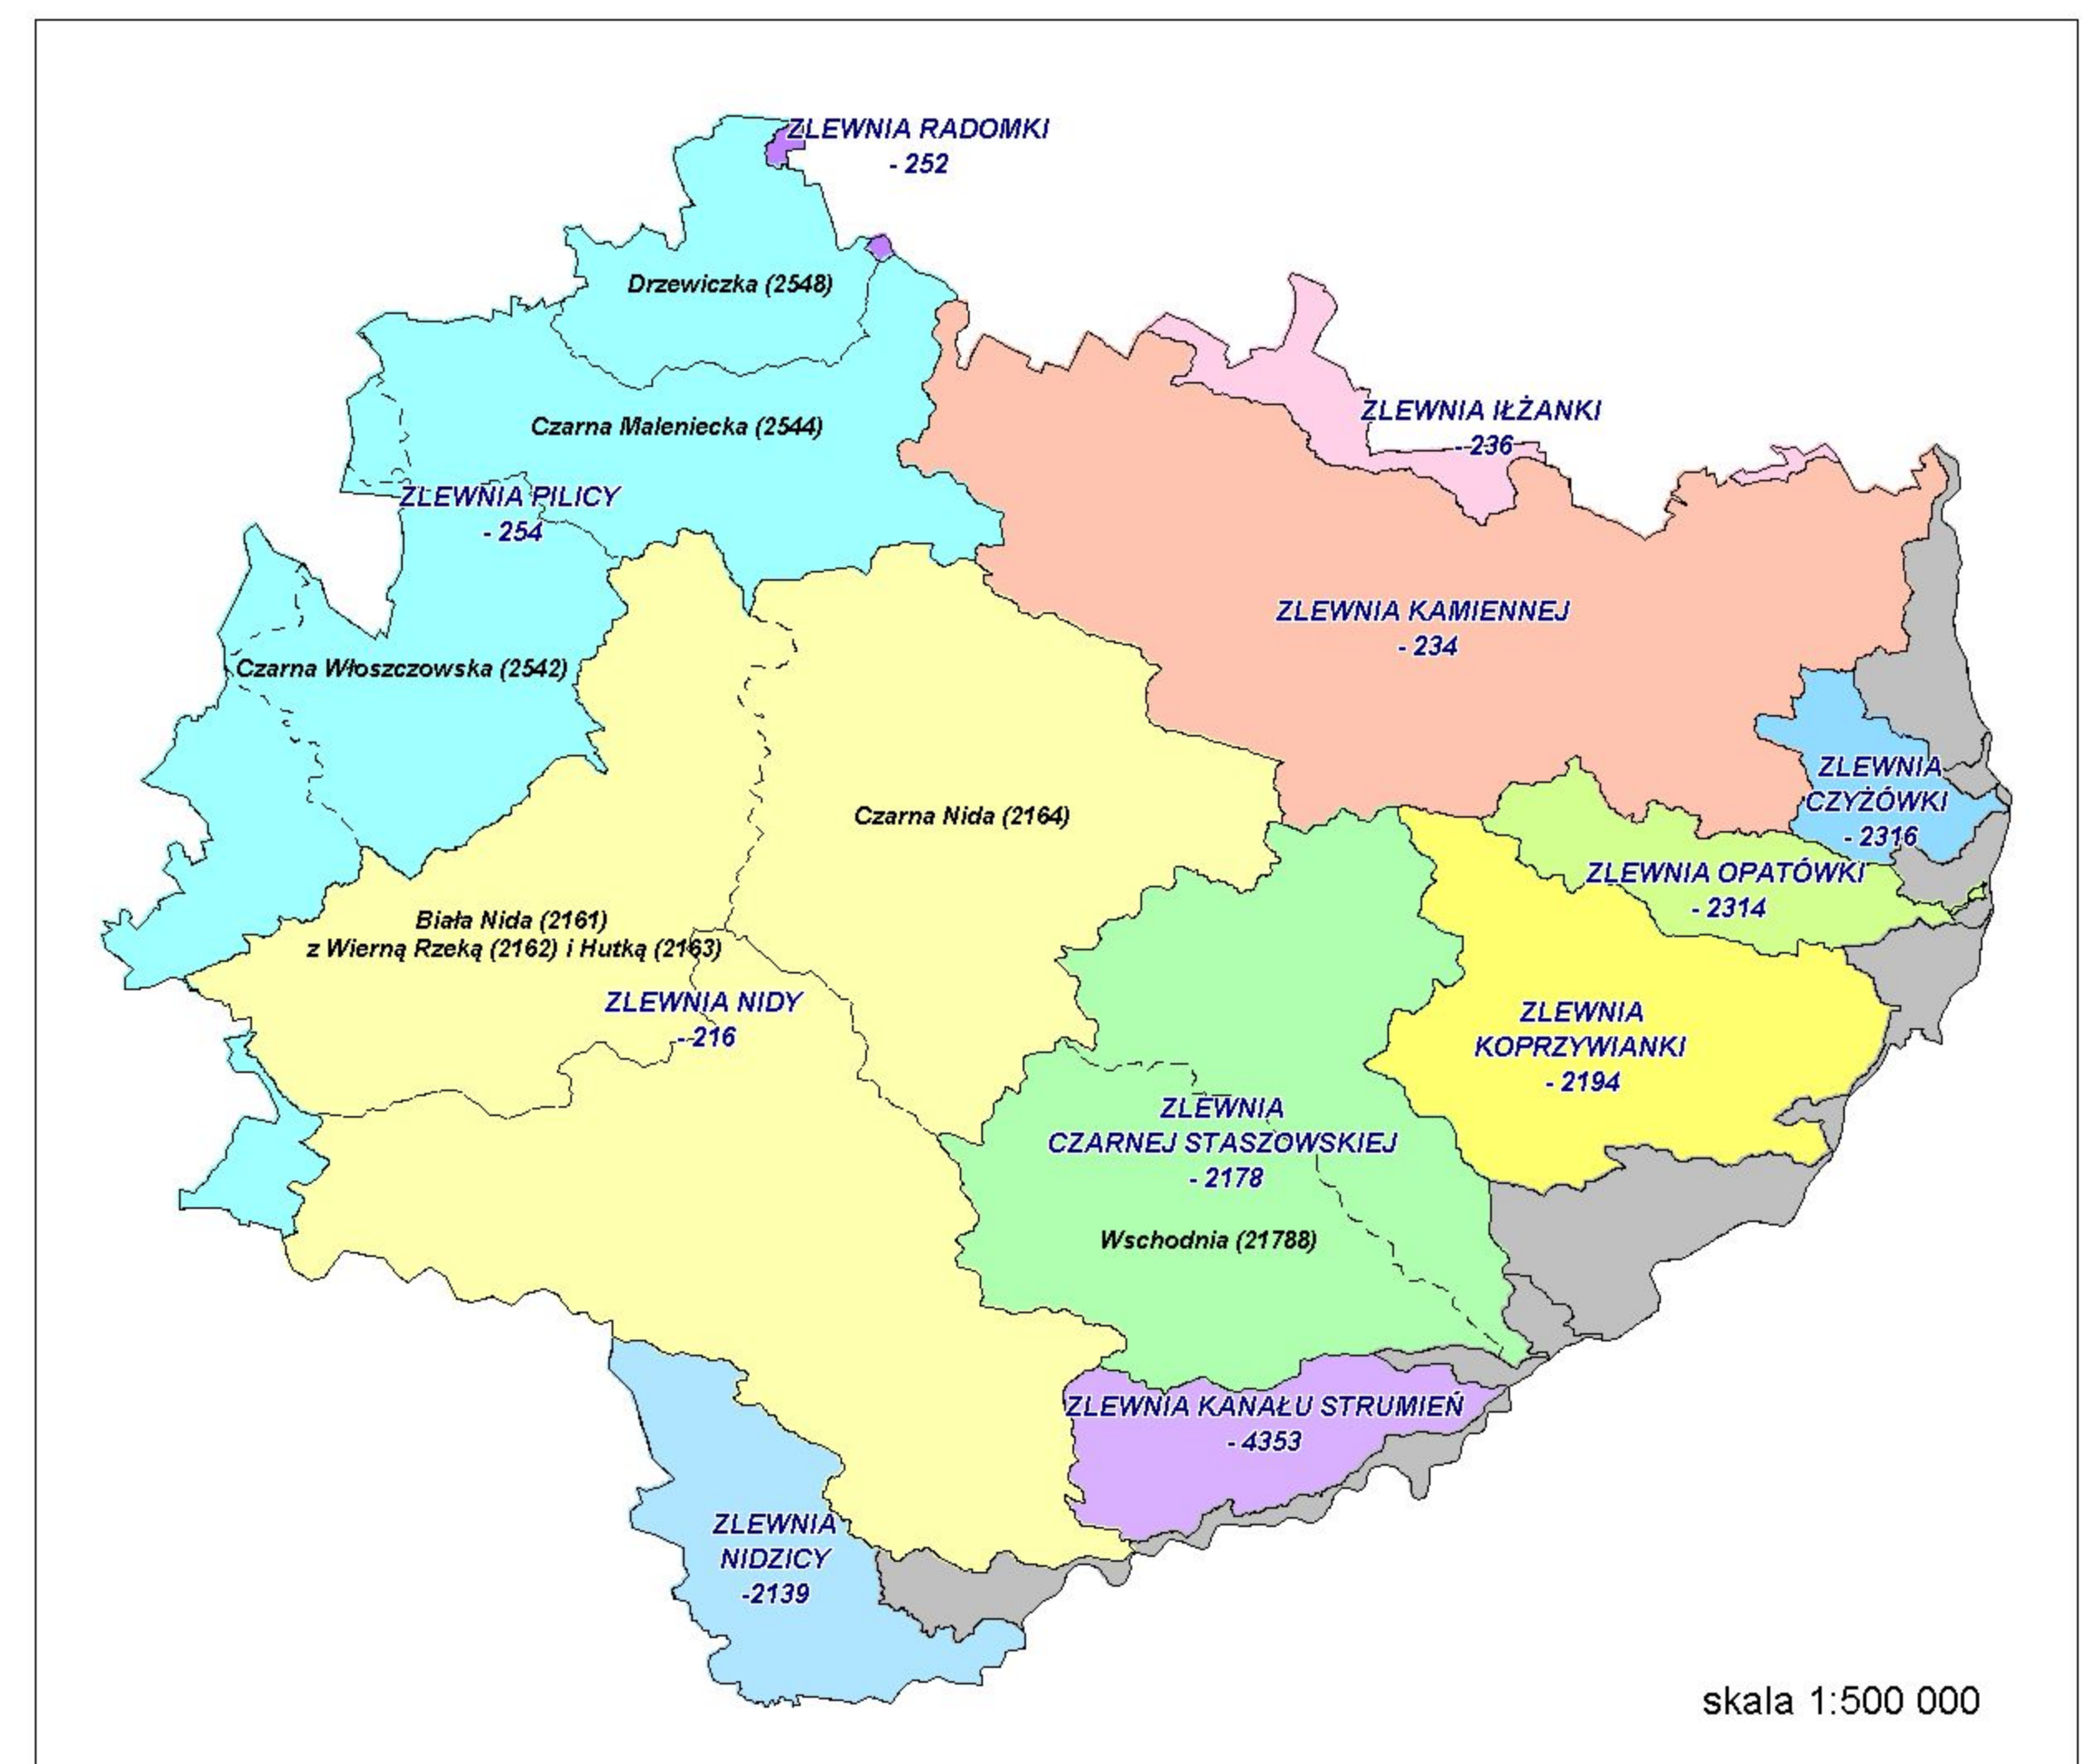 ZLEWNIA RADOMKI
- 252
Drzewiczka (2548)
ZLEWNIA IŁŻANKI
- 236
Czarna Maleniecka (2544)
ZLEWNIA PILICY
- 254
ZLEWNIA KAMIENNEJ
- 234
Czarna Włoszczowska (2542)
ZLEWNIA
CZYŻÓWKI
- 2316
Czarna Nida (2164)
ZLEWNIA OPATÓWKI
- 2314
Biała Nida (2161)
z Wierną Rzeką (2162) i Hutką (2163)
ZLEWNIA NIDY
- 216
ZLEWNIA
KOPRZYWIANKI
- 2194
ZLEWNIA
CZARNEJ STASZOWSKIEJ
- 2178
Wschodnia (21788)
ZLEWNIA KANAŁU STRUMIEŃ
- 4353
ZLEWNIA
NIDZICY
-2139
skala 1:500 000